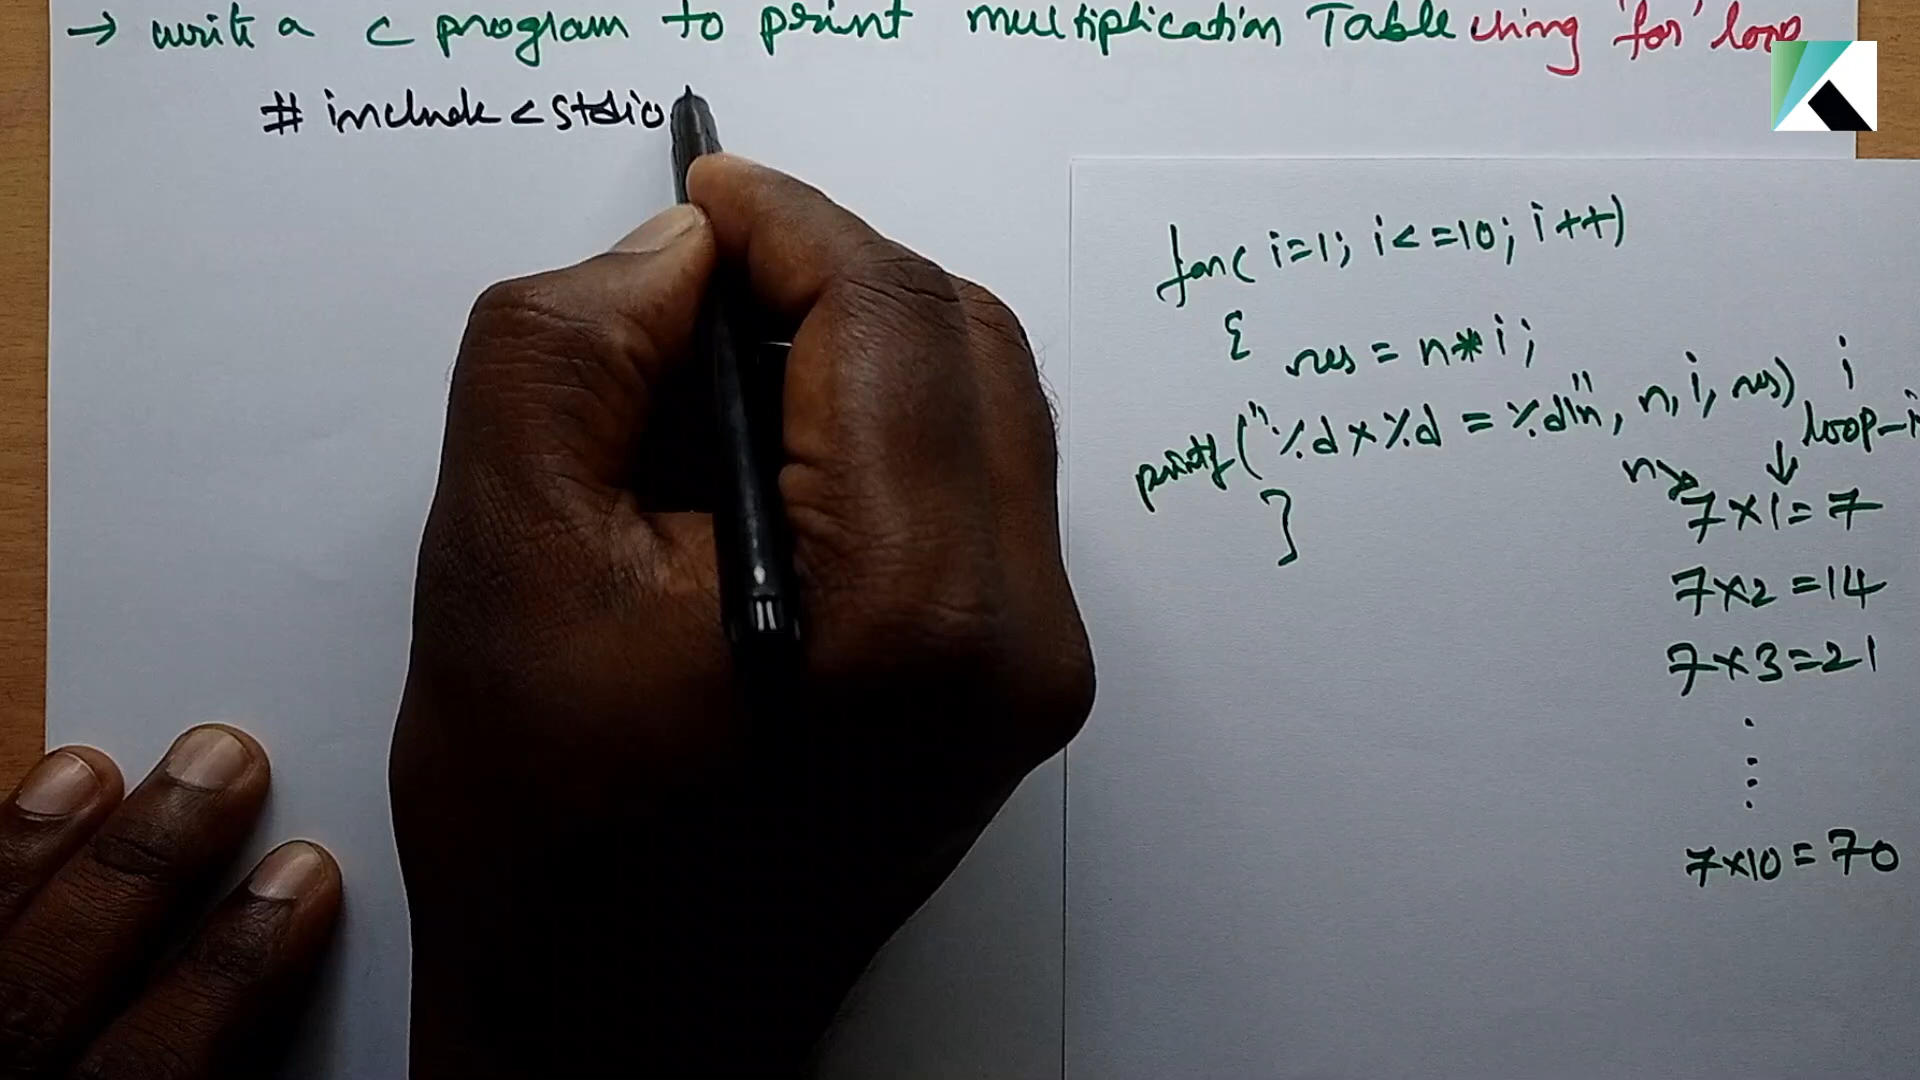 → write a c program to print multiplication Table using 'for' loop
# include < stdio
for( i=1; i<=10; i++)
{ res = n*i;
printf("%d x %d = %d\n", n, i, res)
}
i
loop-i
n ↓
7x1=7
7x2=14
7x3=21
7x10=70